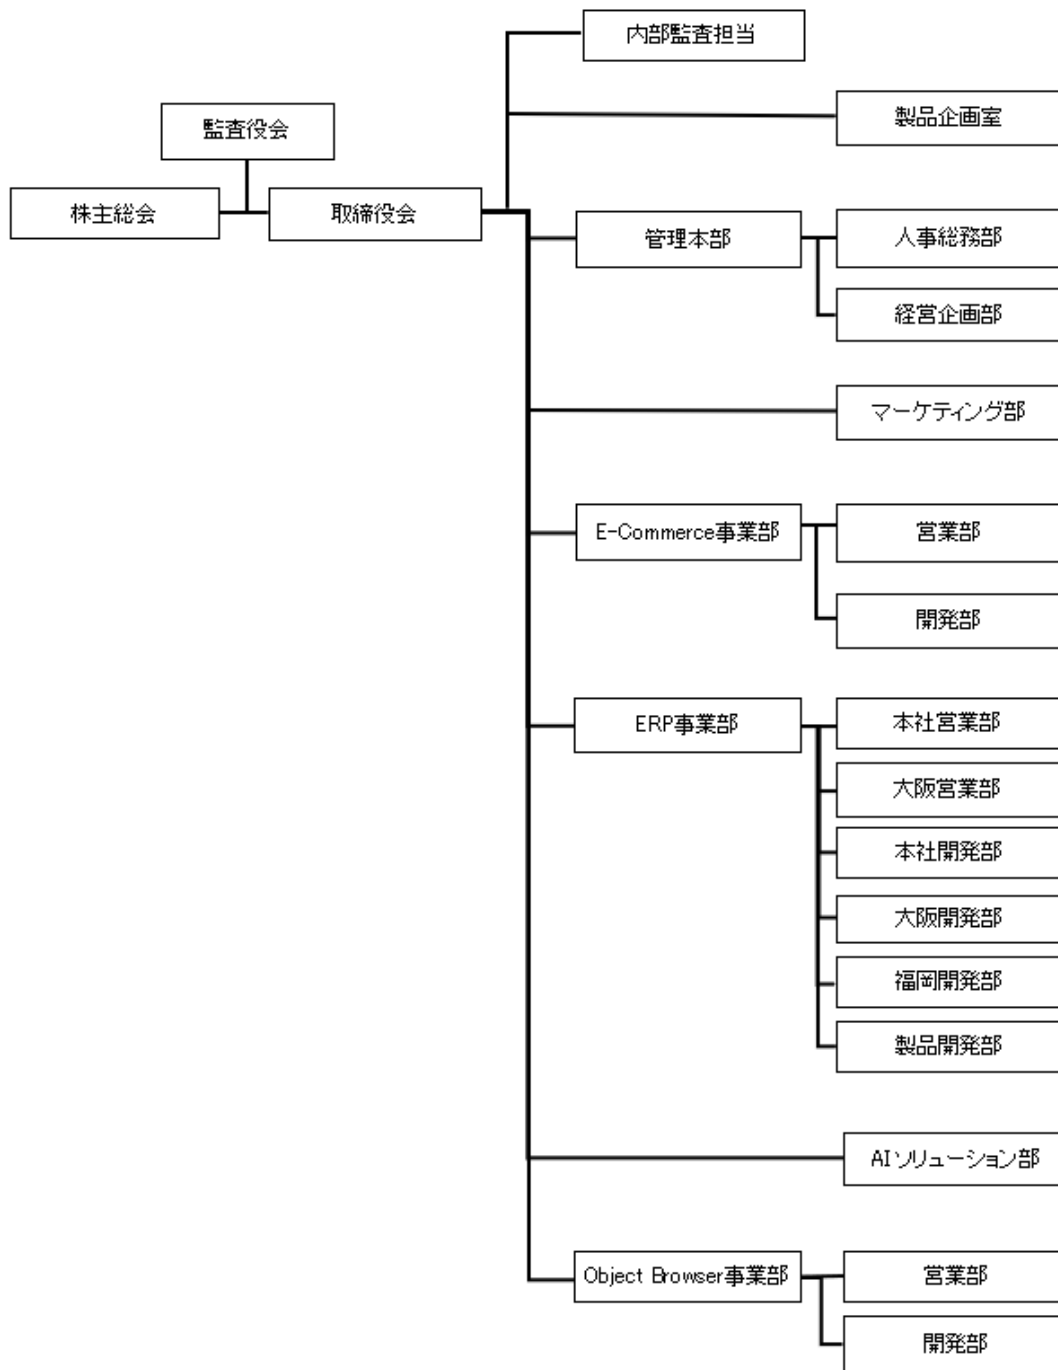 内部監査担当
製品企画室
監査役会
株主総会
取締役会
管理本部
人事総務部
経営企画部
マーケティング部
E-Commerce事業部
営業部
開発部
ERP事業部
本社営業部
大阪営業部
本社開発部
大阪開発部
福岡開発部
製品開発部
AIソリューション部
Object Browser事業部
営業部
開発部